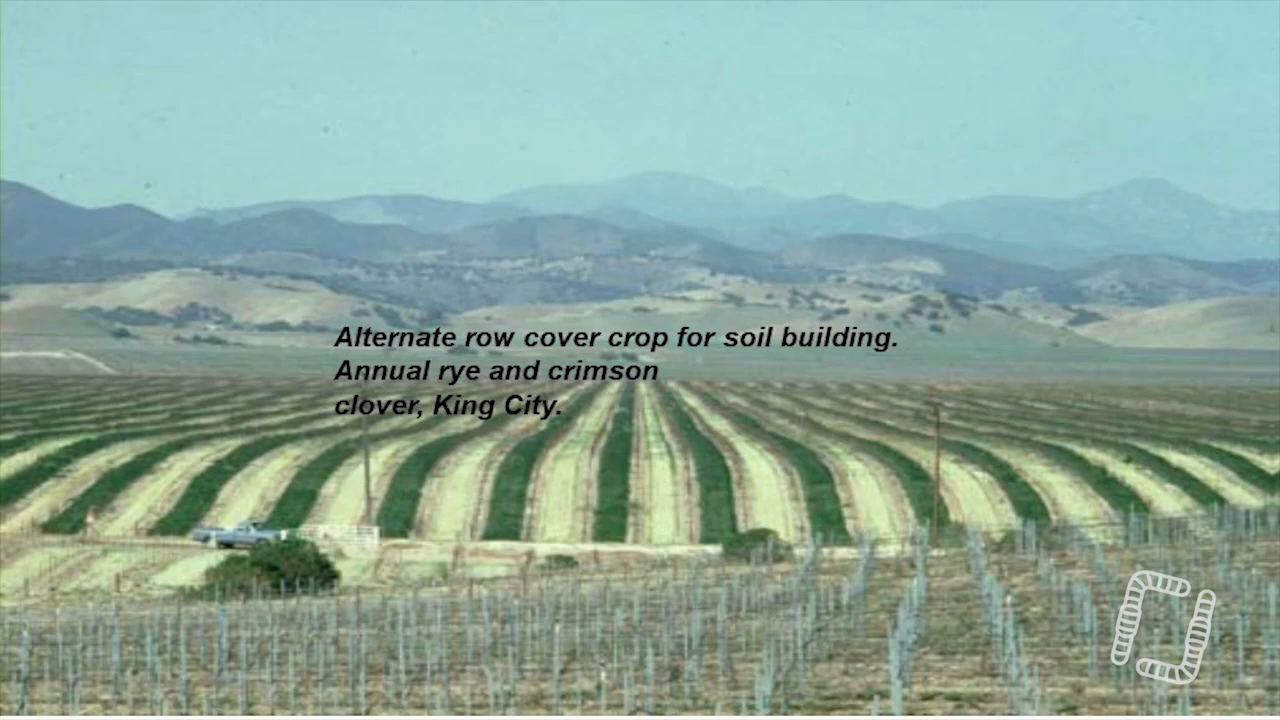 Alternate row cover crop for soil building.
Annual rye and crimson
clover, King City.